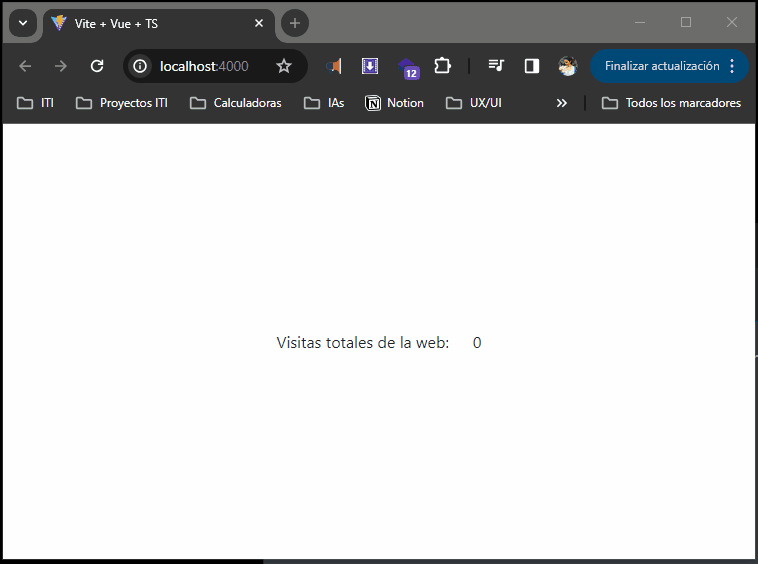 Vite + Vue + TS
localhost:4000
12
Finalizar actualización
ITI
Proyectos ITI
Calculadoras
IAs
Notion
UX/UI
Todos los marcadores
Visitas totales de la web: 0